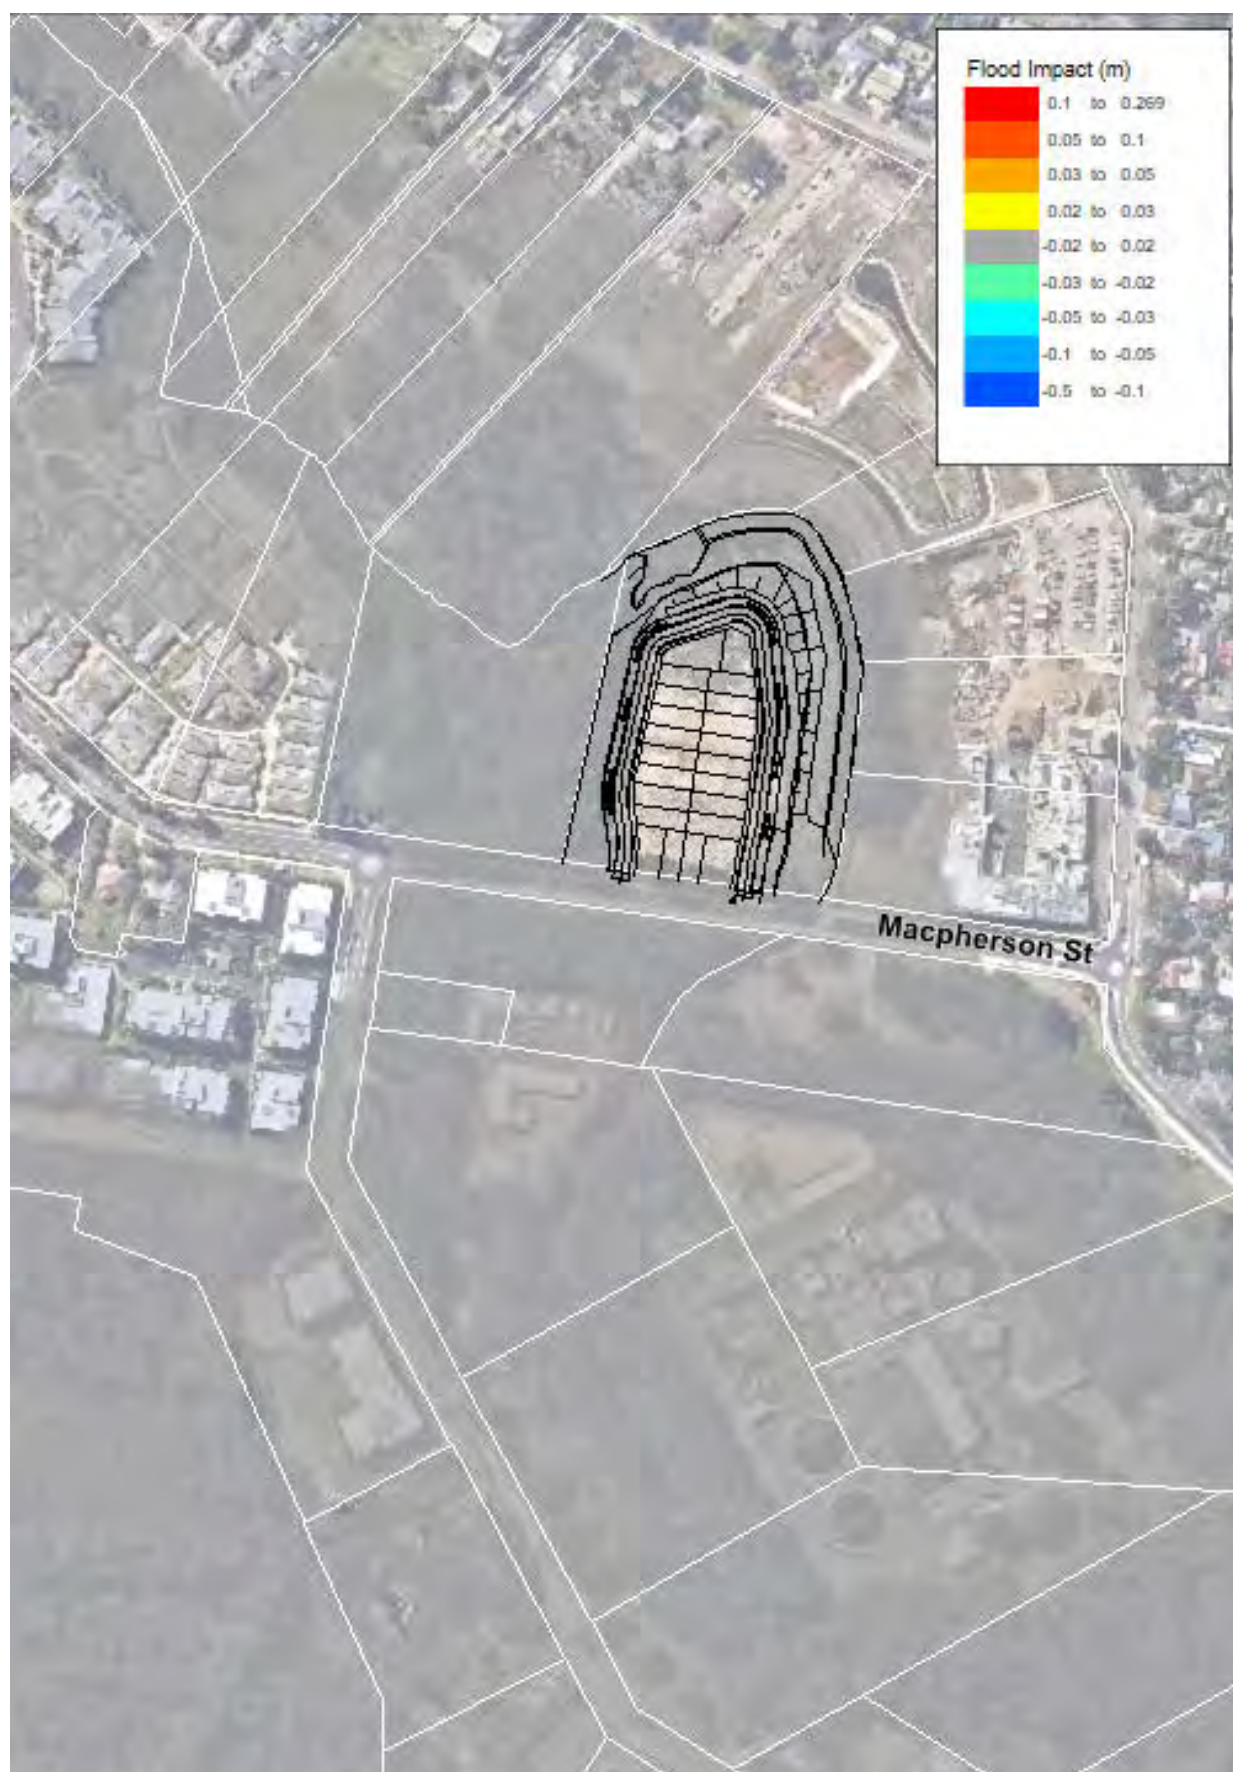 Flood Impact (m)
0.1 to 0.269
0.05 to 0.1
0.03 to 0.05
0.02 to 0.03
-0.02 to 0.02
-0.03 to -0.02
-0.05 to -0.03
-0.1 to -0.05
-0.5 to -0.1
Macpherson St